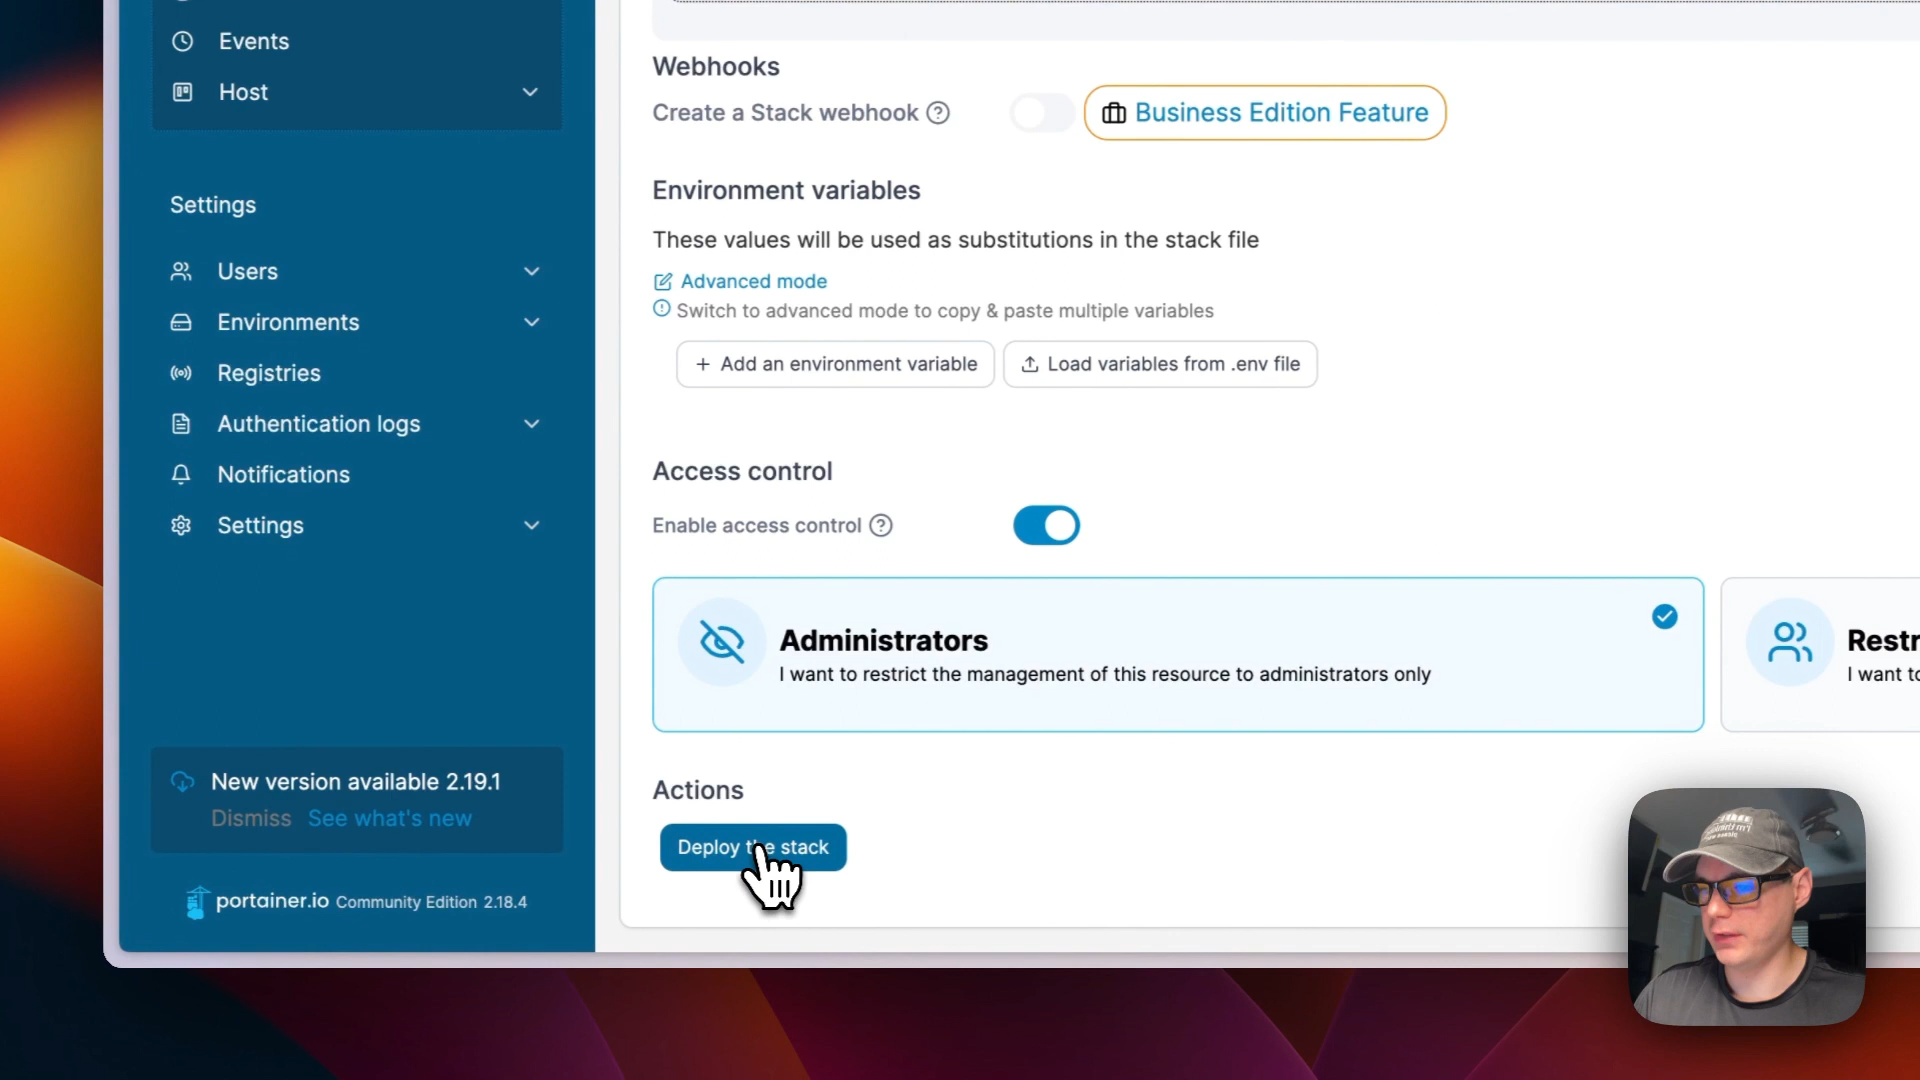 Events
Host
Settings
Users
Environments
Registries
Authentication logs
Notifications
Settings
New version available 2.19.1
Dismiss See what's new
portainer.io Community Edition 2.18.4
Webhooks
Create a Stack webhook
Business Edition Feature
Environment variables
These values will be used as substitutions in the stack file
Advanced mode
Switch to advanced mode to copy & paste multiple variables
+ Add an environment variable
Load variables from .env file
Access control
Enable access control
Administrators
I want to restrict the management of this resource to administrators only
Restr
I want to
Actions
Deploy the stack